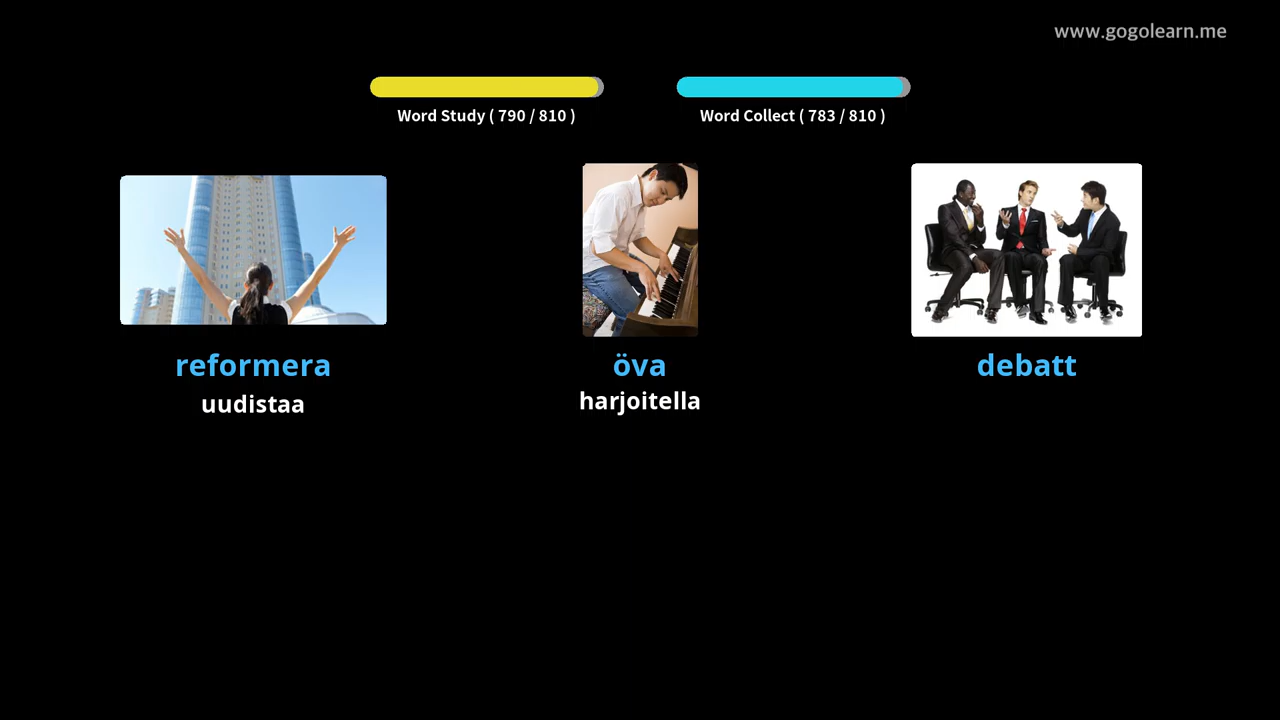 www.gogolearn.me
Word Study ( 790 / 810 )
Word Collect ( 783 / 810 )
reformera
uudistaa
öva
harjoitella
debatt